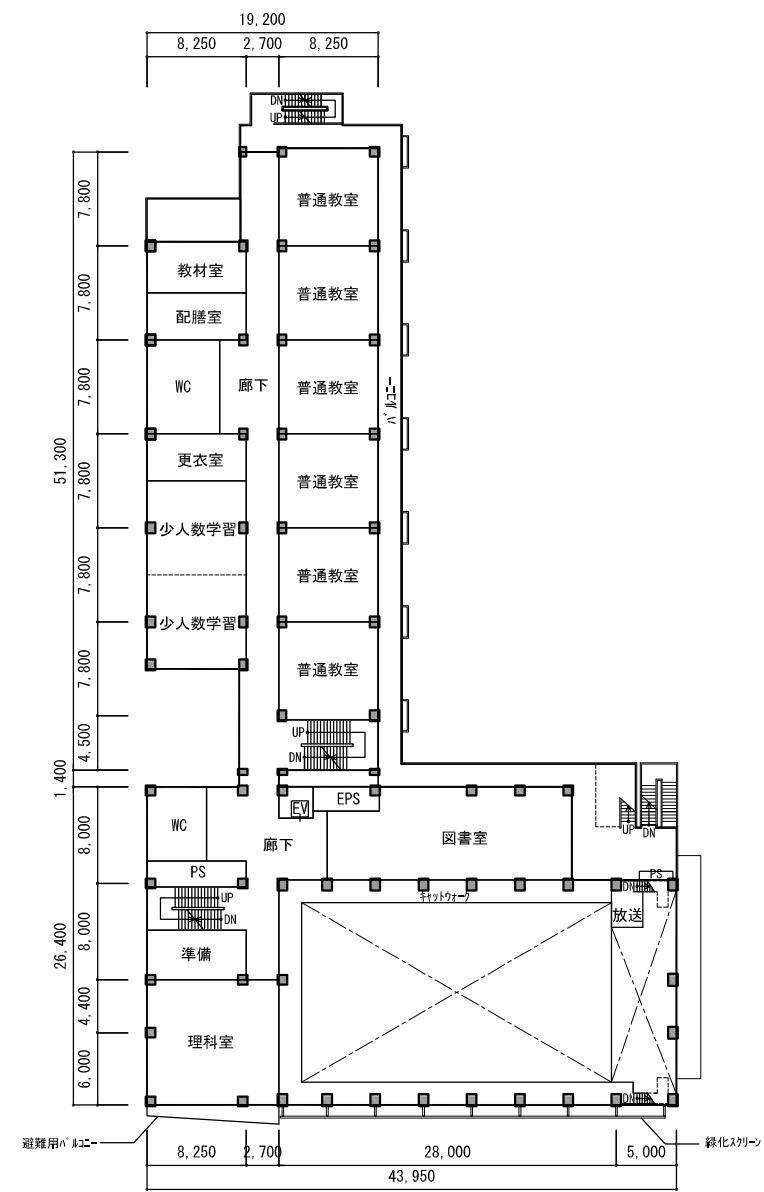 19,200
8,250 2,700 8,250
DN
UP
7,800
普通教室
7,800
教材室
普通教室
配膳室
7,800
WC
廊下
普通教室
バルコニー
51,300
7,800
更衣室
普通教室
7,800
少人数学習
普通教室
7,800
少人数学習
普通教室
4,500
UP
DN
1,400
8,000
WC
EV
EPS
廊下
図書室
UP
DN
PS
PS
キャットウォーク
DN
放送
26,400
8,000
UP
DN
準備
4,400
理科室
6,000
DN
避難用バルコニー
緑化スクリーン
8,250 2,700 28,000 5,000
43,950